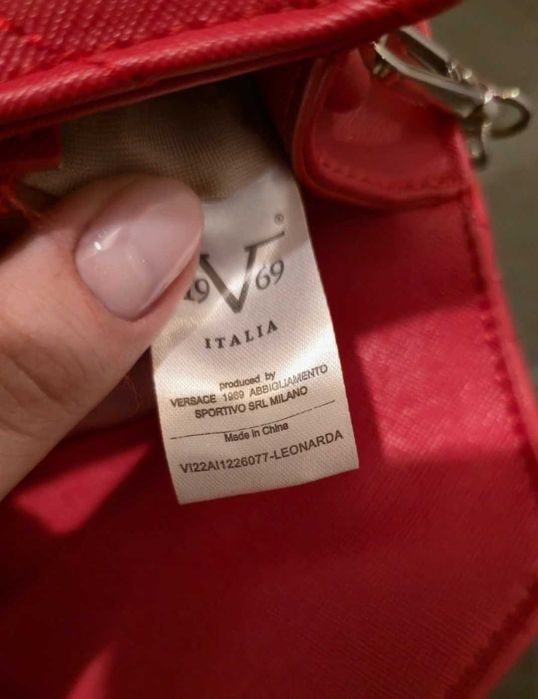 ®
19V69
ITALIA
produced by
VERSACE 1969 ABBIGLIAMENTO
SPORTIVO SRL MILANO
Made in China
VI22AI1226077-LEONARDA